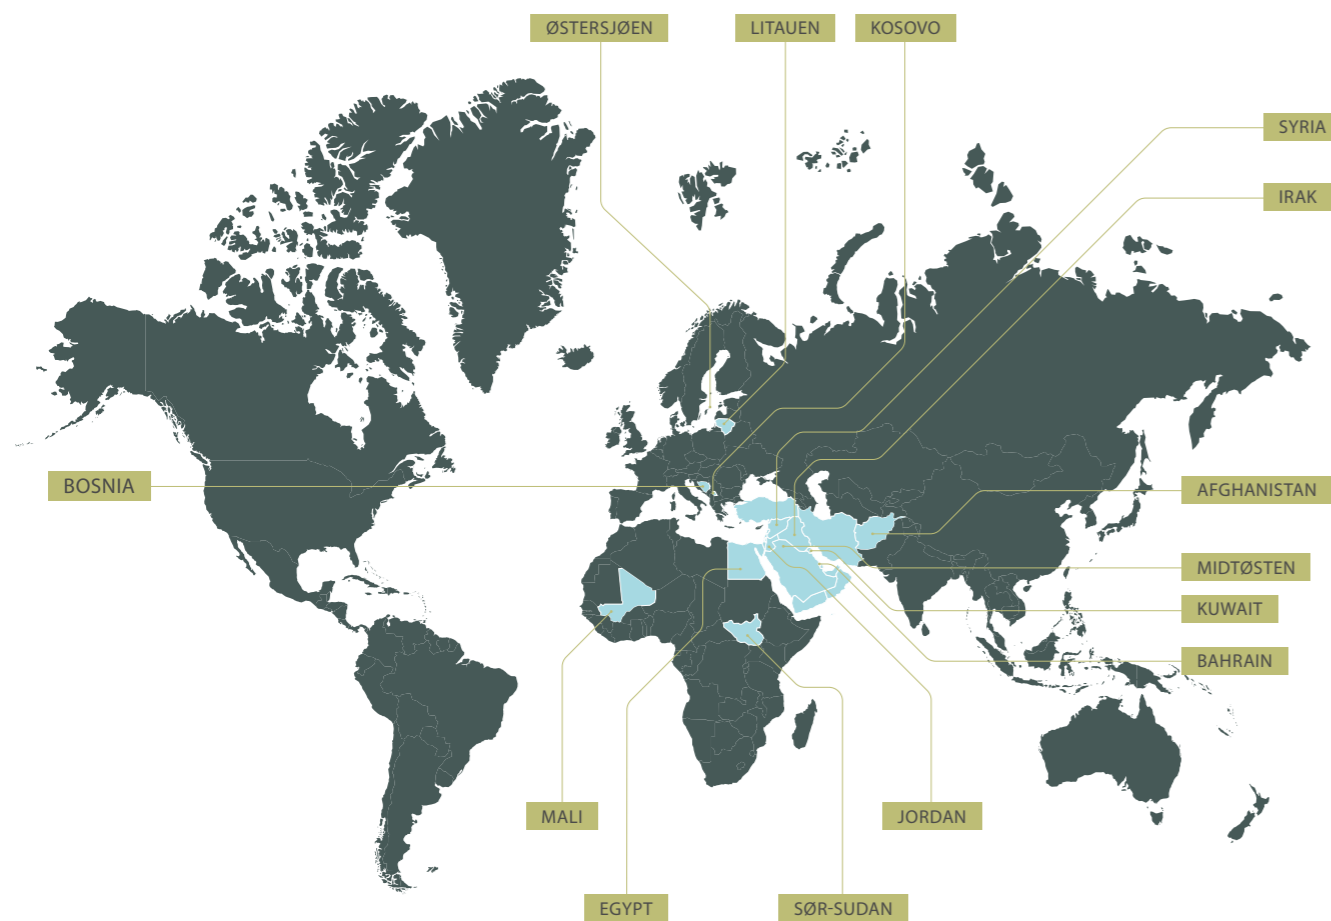 ØSTERSJØEN
LITAUEN
KOSOVO
SYRIA
IRAK
BOSNIA
AFGHANISTAN
MIDTØSTEN
KUWAIT
BAHRAIN
MALI
JORDAN
EGYPT
SØR-SUDAN